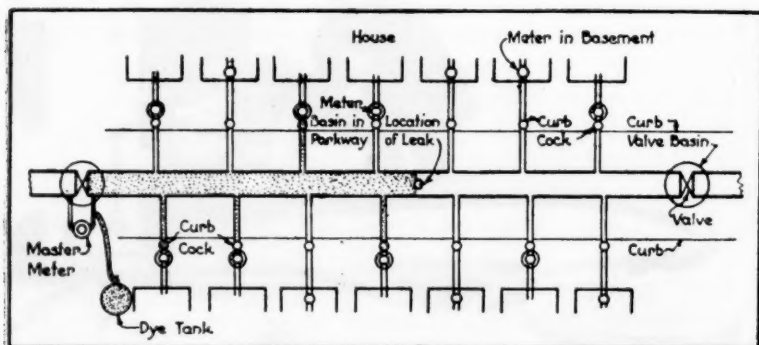 House
Meter in Basement
Meter
Basin in
Parkway
Location
of Leak
Curb
Cock
Curb
Valve Basin
Curb
Cock
Valve
Curb
Master
Meter
Dye Tank